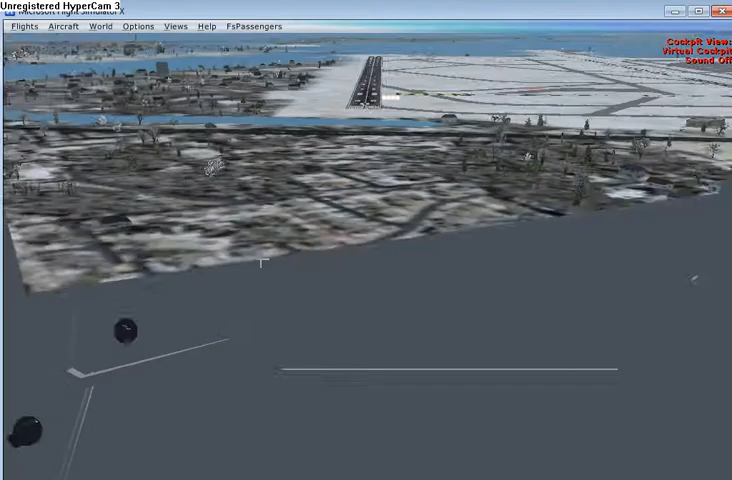 Unregistered HyperCam 3
Microsoft Flight Simulator X
Flights Aircraft World Options Views Help FsPassengers
Cockpit View:
Virtual Cockpit
Sound Off